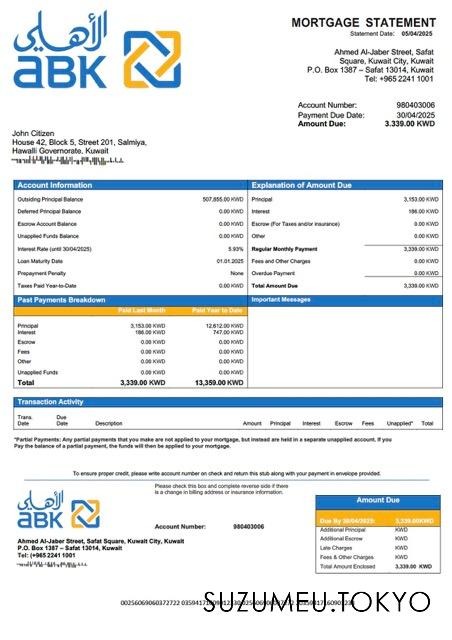 الأهلي
ABK
MORTGAGE STATEMENT
Statement Date: 05/04/2025
Ahmed Al-Jaber Street, Safat
Square, Kuwait City, Kuwait
P.O. Box 1387 – Safat 13014, Kuwait
Tel: +965 2241 1001
Account Number: 980403006
Payment Due Date: 30/04/2025
Amount Due: 3.339.00 KWD
John Citizen
House 42, Block 5, Street 201, Salmiya,
Hawalli Governorate, Kuwait
Account Information
Outsiding Principal Balance 507,855.00 KWD
Deferred Principal Balance 0.00 KWD
Escrow Account Balance 0.00 KWD
Unapplied Funds Balance 0.00 KWD
Interest Rate (until 30/04/2025) 5.93%
Loan Maturity Date 01.01.2025
Prepayment Penalty None
Taxes Paid Year-to-Date 0.00 KWD
Explanation of Amount Due
Principal 3,153.00 KWD
Interest 186.00 KWD
Escrow (For Taxes and/or insurance) 0.00 KWD
Other 0.00 KWD
Regular Monthly Payment 3,339.00 KWD
Fees and Other Charges 0.00 KWD
Overdue Payment 0.00 KWD
Total Amount Due 3,339.00 KWD
Past Payments Breakdown
Paid Last Month Paid Year to Date
Principal 3,153.00 KWD 12,612.00 KWD
Interest 186.00 KWD 747.00 KWD
Escrow 0.00 KWD 0.00 KWD
Fees 0.00 KWD 0.00 KWD
Other 0.00 KWD 0.00 KWD
Unapplied Funds 0.00 KWD 0.00 KWD
Total 3,339.00 KWD 13,359.00 KWD
Important Messages
Transaction Activity
Trans. Date Due Date Description Amount Principal Interest Escrow Fees Unapplied* Total
*Partial Payments: Any partial payments that you make are not applied to your mortgage, but instead are held in a separate unapplied account. If you
Pay the balance of a partial payment, the funds will then be applied to your mortgage.
To ensure proper credit, please write account number on check and return this stub along with your payment in envelope provided.
Please check this box and complete reverse side if there
is a change in billing address or insurance information.
الأهلي
ABK
Account Number: 980403006
Ahmed Al-Jaber Street, Safat Square, Kuwait City, Kuwait
P.O. Box 1387 – Safat 13014, Kuwait
Tel: (+965 2241 1001
Amount Due
Due By 30/04/2025: 3,339.00KWD
Additional Principal KWD
Additional Escrow KWD
Late Charges KWD
Fees & Other Charges KWD
Total Amount Enclosed 3,339.00 KWD
SUZUMEU.TOKYO